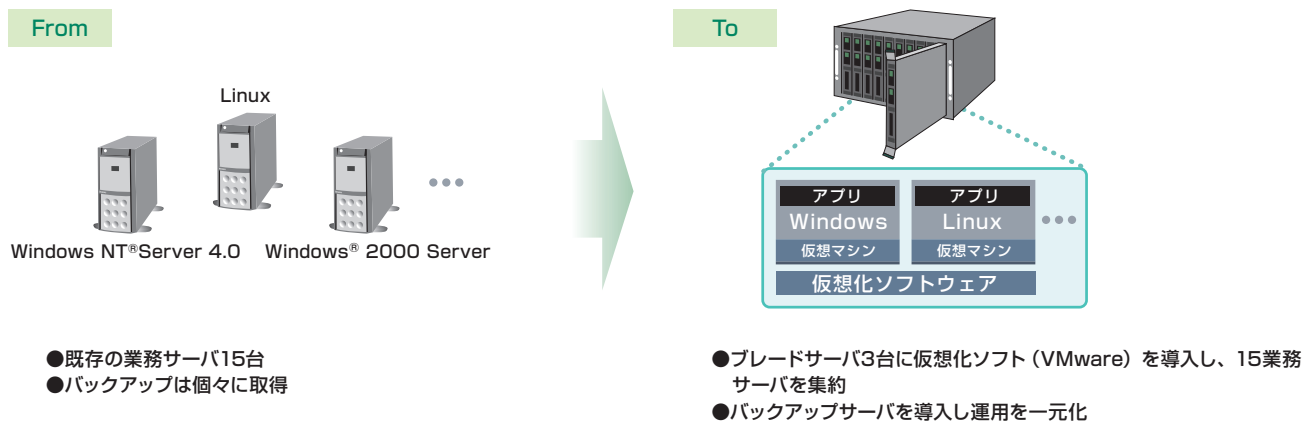 From
Linux
Windows NT®Server 4.0
Windows® 2000 Server
●既存の業務サーバ15台
●バックアップは個々に取得
To
アプリ
Windows
仮想マシン
アプリ
Linux
仮想マシン
仮想化ソフトウェア
●ブレードサーバ3台に仮想化ソフト(VMware)を導入し、15業務
サーバを集約
●バックアップサーバを導入し運用を一元化